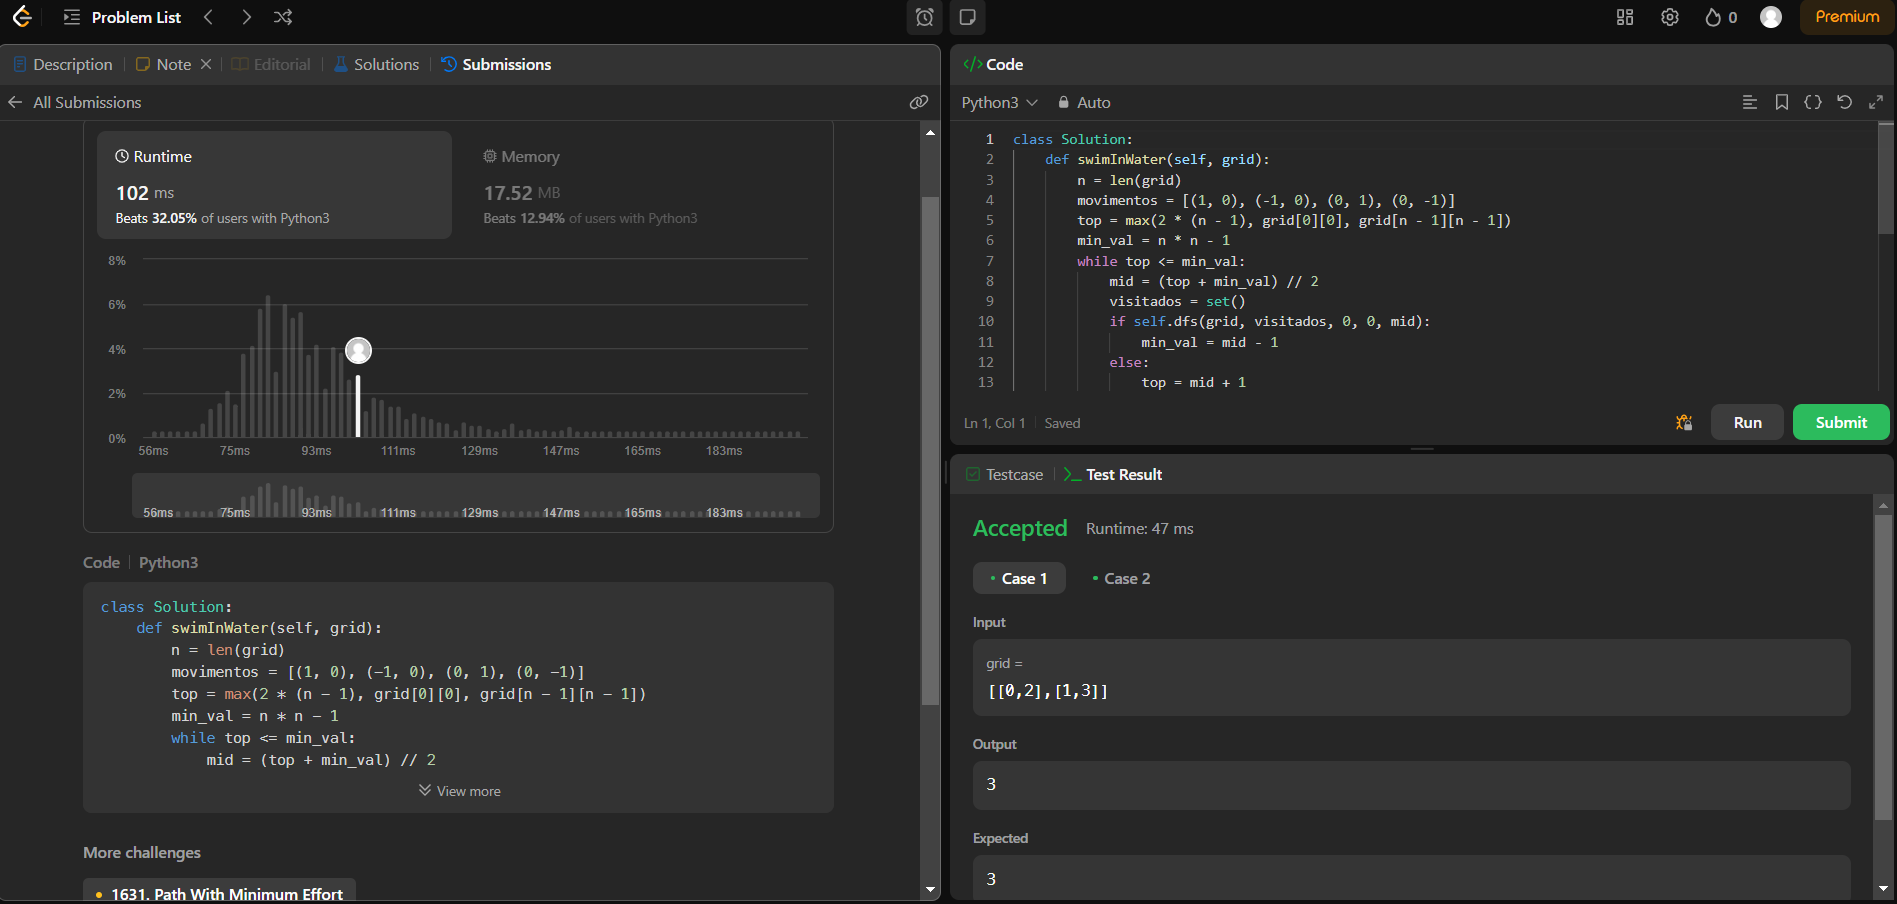 Problem List
0
Premium
Description
Note
Editorial
Solutions
Submissions
All Submissions
Runtime
102 ms
Beats 32.05% of users with Python3
Memory
17.52 MB
Beats 12.94% of users with Python3
8%
6%
4%
2%
0%
56ms 75ms 93ms 111ms 129ms 147ms 165ms 183ms
56ms 75ms 93ms 111ms 129ms 147ms 165ms 183ms
Code
Python3
class Solution:
    def swimInWater(self, grid):
        n = len(grid)
        movimentos = [(1, 0), (-1, 0), (0, 1), (0, -1)]
        top = max(2 * (n - 1), grid[0][0], grid[n - 1][n - 1])
        min_val = n * n - 1
        while top <= min_val:
            mid = (top + min_val) // 2
View more
More challenges
1631. Path With Minimum Effort
</> Code
Python3
Auto
1 class Solution:
2     def swimInWater(self, grid):
3         n = len(grid)
4         movimentos = [(1, 0), (-1, 0), (0, 1), (0, -1)]
5         top = max(2 * (n - 1), grid[0][0], grid[n - 1][n - 1])
6         min_val = n * n - 1
7         while top <= min_val:
8             mid = (top + min_val) // 2
9             visitados = set()
10             if self.dfs(grid, visitados, 0, 0, mid):
11                 min_val = mid - 1
12             else:
13                 top = mid + 1
Ln 1, Col 1
Saved
Run
Submit
Testcase
Test Result
Accepted
Runtime: 47 ms
Case 1
Case 2
Input
grid =
[[0,2],[1,3]]
Output
3
Expected
3